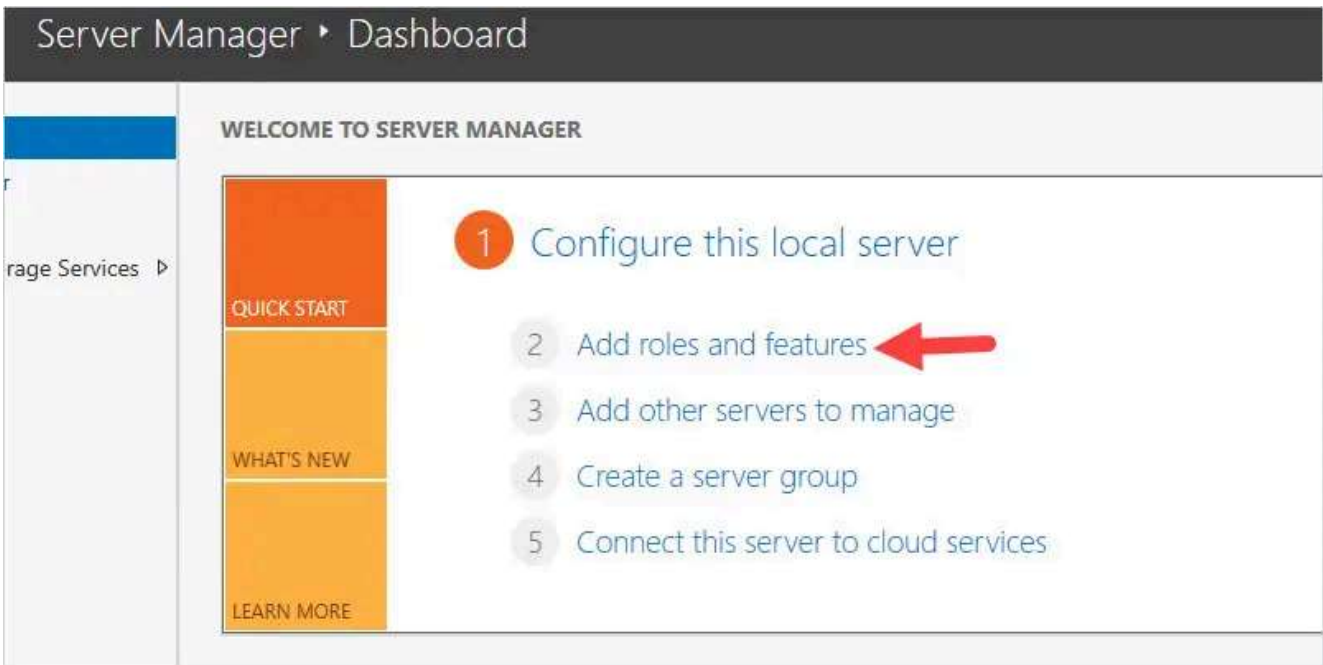 Server Manager ‣ Dashboard
WELCOME TO SERVER MANAGER
r
rage Services
QUICK START
WHAT'S NEW
LEARN MORE
1 Configure this local server
2 Add roles and features
3 Add other servers to manage
4 Create a server group
5 Connect this server to cloud services